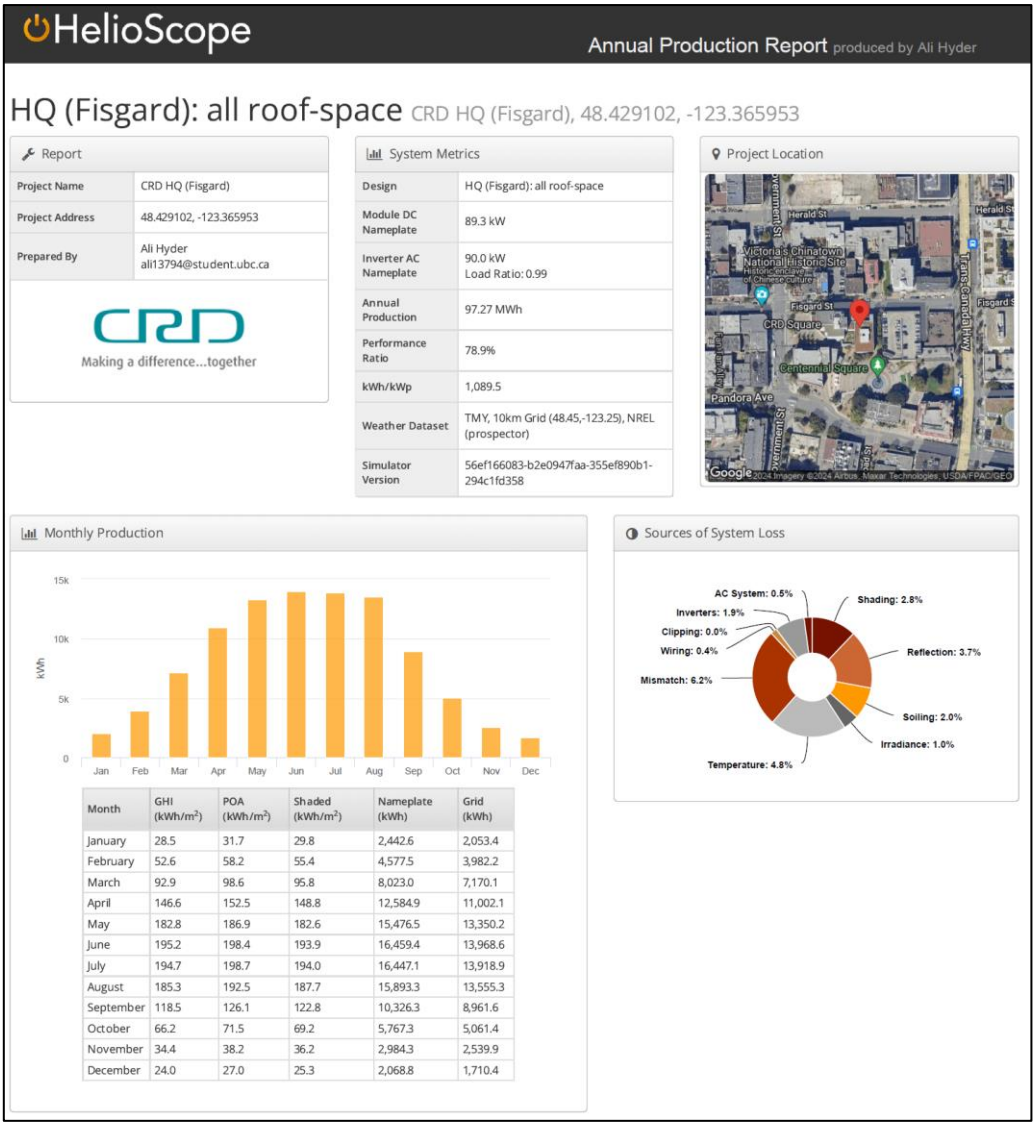 HelioScope
Annual Production Report produced by Ali Hyder
HQ (Fisgard): all roof-space CRD HQ (Fisgard), 48.429102, -123.365953
Report
Project Name CRD HQ (Fisgard)
Project Address 48.429102, -123.365953
Prepared By Ali Hyder
ali13794@student.ubc.ca
CRD
Making a difference...together
System Metrics
Design HQ (Fisgard): all roof-space
Module DC
Nameplate 89.3 kW
Inverter AC
Nameplate 90.0 kW
Load Ratio: 0.99
Annual
Production 97.27 MWh
Performance
Ratio 78.9%
kWh/kWp 1,089.5
Weather Dataset TMY, 10km Grid (48.45,-123.25), NREL
(prospector)
Simulator
Version 56ef166083-b2e0947faa-355ef890b1-
294c1fd358
Project Location
Herald St
Herald St
Victoria's Chinatown
National Historic Site
Historic enclave
of Chinese culture
Fisgard St
Fisgard S
CRD Square
Centennial Square
Pandora Ave
Government St
Trans-Canada Hwy
Google
2024 Imagery ©2024 Airbus, Maxar Technologies, USDA/FPAC/GEO
Monthly Production
kWh
15k
10k
5k
0
Jan Feb Mar Apr May Jun Jul Aug Sep Oct Nov Dec
Month GHI (kWh/m²) POA (kWh/m²) Shaded (kWh/m²) Nameplate (kWh) Grid (kWh)
January 28.5 31.7 29.8 2,442.6 2,053.4
February 52.6 58.2 55.4 4,577.5 3,982.2
March 92.9 98.6 95.8 8,023.0 7,170.1
April 146.6 152.5 148.8 12,584.9 11,002.1
May 182.8 186.9 182.6 15,476.5 13,350.2
June 195.2 198.4 193.9 16,459.4 13,968.6
July 194.7 198.7 194.0 16,447.1 13,918.9
August 185.3 192.5 187.7 15,893.3 13,555.3
September 118.5 126.1 122.8 10,326.3 8,961.6
October 66.2 71.5 69.2 5,767.3 5,061.4
November 34.4 38.2 36.2 2,984.3 2,539.9
December 24.0 27.0 25.3 2,068.8 1,710.4
Sources of System Loss
AC System: 0.5%
Shading: 2.8%
Inverters: 1.9%
Clipping: 0.0%
Wiring: 0.4%
Reflection: 3.7%
Mismatch: 6.2%
Soiling: 2.0%
Irradiance: 1.0%
Temperature: 4.8%